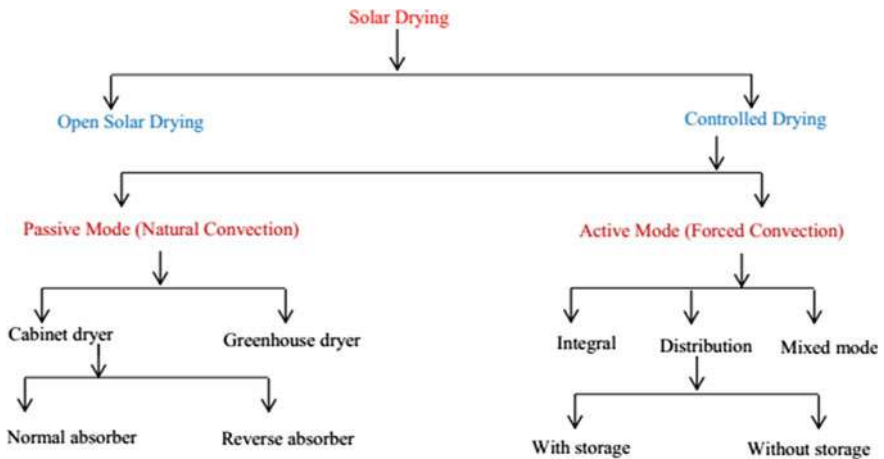 Solar Drying
Open Solar Drying
Controlled Drying
Passive Mode (Natural Convection)
Active Mode (Forced Convection)
Cabinet dryer
Greenhouse dryer
Integral
Distribution
Mixed mode
Normal absorber
Reverse absorber
With storage
Without storage